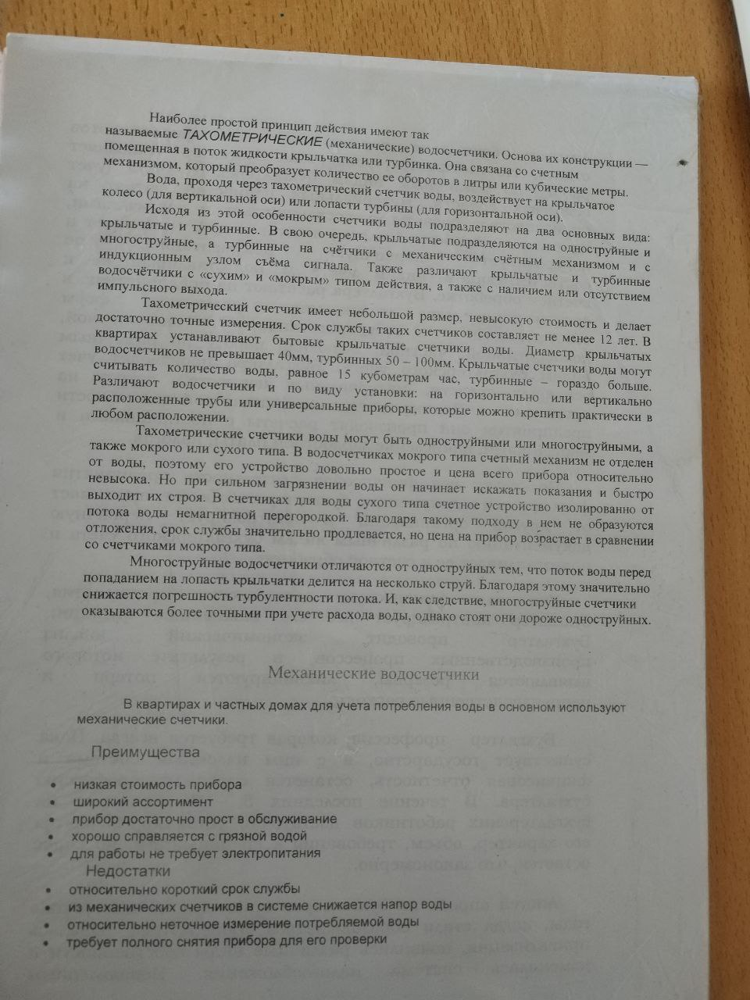 Наиболее простой принцип действия имеют так
называемые ТАХОМЕТРИЧЕСКИЕ (механические) водосчетчики. Основа их конструкции —
помещенная в поток жидкости крыльчатка или турбинка. Она связана со счетным
механизмом, который преобразует количество ее оборотов в литры или кубические метры.
Вода, проходя через тахометрический счетчик воды, воздействует на крыльчатое
колесо (для вертикальной оси) или лопасти турбины (для горизонтальной оси).
Исходя из этой особенности счетчики воды подразделяют на два основных вида:
крыльчатые и турбинные. В свою очередь, крыльчатые подразделяются на одноструйные и
многоструйные, а турбинные на счётчики с механическим счётным механизмом и с
индукционным узлом съёма сигнала. Также различают крыльчатые и турбинные
водосчётчики с «сухим» и «мокрым» типом действия, а также с наличием или отсутствием
импульсного выхода.
Тахометрический счетчик имеет небольшой размер, невысокую стоимость и делает
достаточно точные измерения. Срок службы таких счетчиков составляет не менее 12 лет. В
квартирах устанавливают бытовые крыльчатые счетчики воды. Диаметр крыльчатых
водосчетчиков не превышает 40мм, турбинных 50 – 100мм. Крыльчатые счетчики воды могут
считывать количество воды, равное 15 кубометрам час, турбинные – гораздо больше.
Различают водосчетчики и по виду установки: на горизонтально или вертикально
расположенные трубы или универсальные приборы, которые можно крепить практически в
любом расположении.
Тахометрические счетчики воды могут быть одноструйными или многоструйными, а
также мокрого или сухого типа. В водосчетчиках мокрого типа счетный механизм не отделен
от воды, поэтому его устройство довольно простое и цена всего прибора относительно
невысока. Но при сильном загрязнении воды он начинает искажать показания и быстро
выходит их строя. В счетчиках для воды сухого типа счетное устройство изолированно от
потока воды немагнитной перегородкой. Благодаря такому подходу в нем не образуются
отложения, срок службы значительно продлевается, но цена на прибор возрастает в сравнении
со счетчиками мокрого типа.
Многоструйные водосчетчики отличаются от одноструйных тем, что поток воды перед
попаданием на лопасть крыльчатки делится на несколько струй. Благодаря этому значительно
снижается погрешность турбулентности потока. И, как следствие, многоструйные счетчики
оказываются более точными при учете расхода воды, однако стоят они дороже одноструйных.
Механические водосчетчики
В квартирах и частных домах для учета потребления воды в основном используют
механические счетчики.
Преимущества
• низкая стоимость прибора
• широкий ассортимент
• прибор достаточно прост в обслуживание
• хорошо справляется с грязной водой
• для работы не требует электропитания
Недостатки
• относительно короткий срок службы
• из механических счетчиков в системе снижается напор воды
• относительно неточное измерение потребляемой воды
• требует полного снятия прибора для его проверки